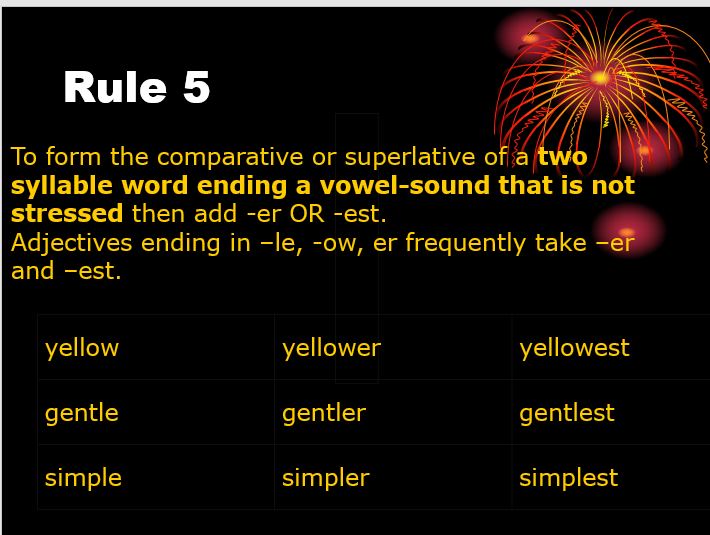 Rule 5
To form the comparative or superlative of a two
syllable word ending a vowel-sound that is not
stressed then add -er OR -est.
Adjectives ending in –le, -ow, er frequently take –er
and –est.
yellow yellower yellowest
gentle gentler gentlest
simple simpler simplest